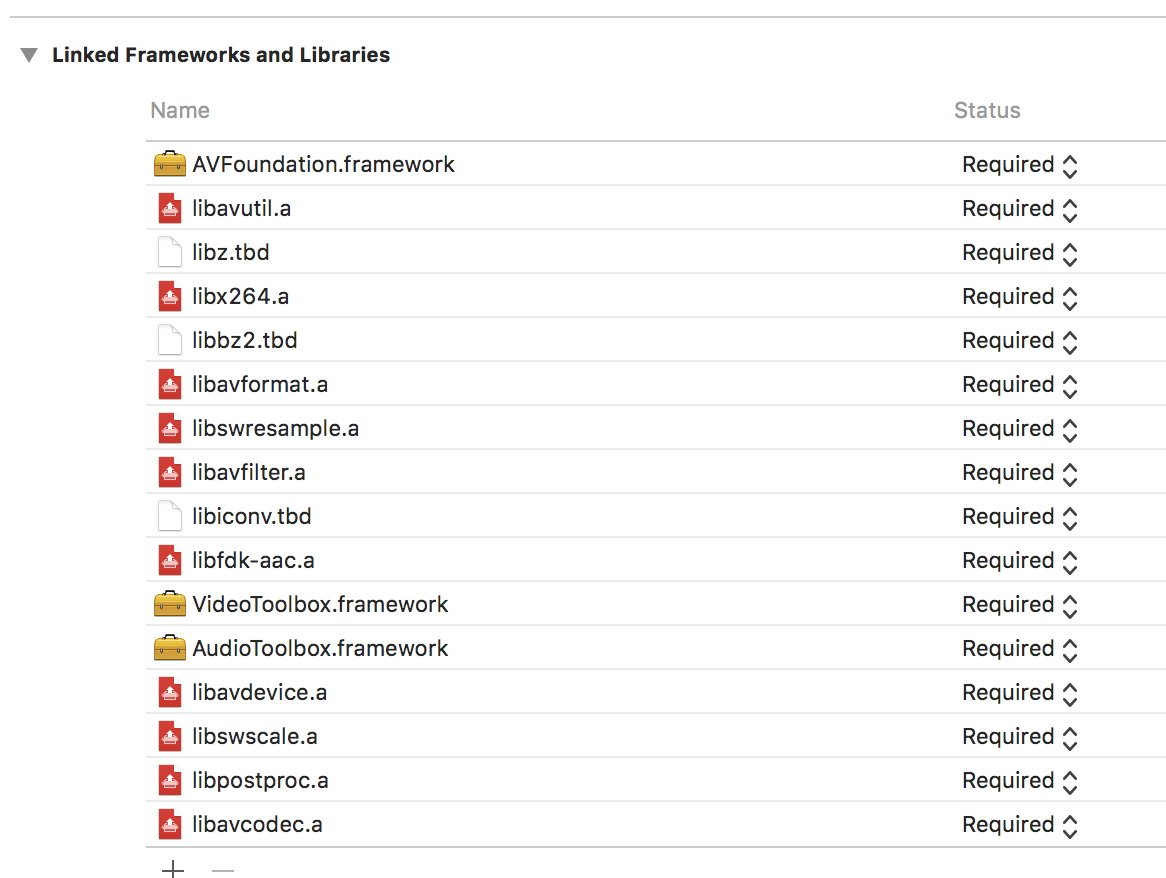 Linked Frameworks and Libraries
Name Status
AVFoundation.framework Required
libavutil.a Required
libz.tbd Required
libx264.a Required
libbz2.tbd Required
libavformat.a Required
libswresample.a Required
libavfilter.a Required
libiconv.tbd Required
libfdk-aac.a Required
VideoToolbox.framework Required
AudioToolbox.framework Required
libavdevice.a Required
libswscale.a Required
libpostproc.a Required
libavcodec.a Required